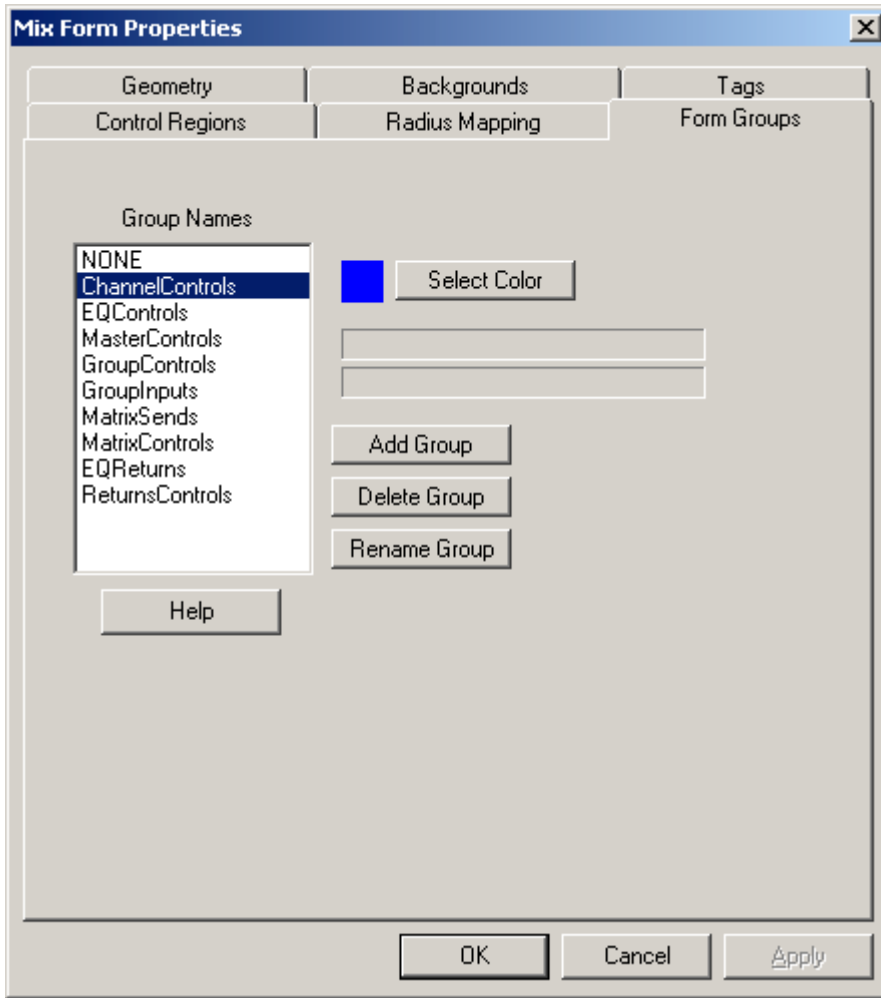 Mix Form Properties
Geometry
Backgrounds
Tags
Control Regions
Radius Mapping
Form Groups
Group Names
NONE
ChannelControls
EQControls
MasterControls
GroupControls
GroupInputs
MatrixSends
MatrixControls
EQReturns
ReturnsControls
Select Color
Add Group
Delete Group
Rename Group
Help
OK
Cancel
Apply